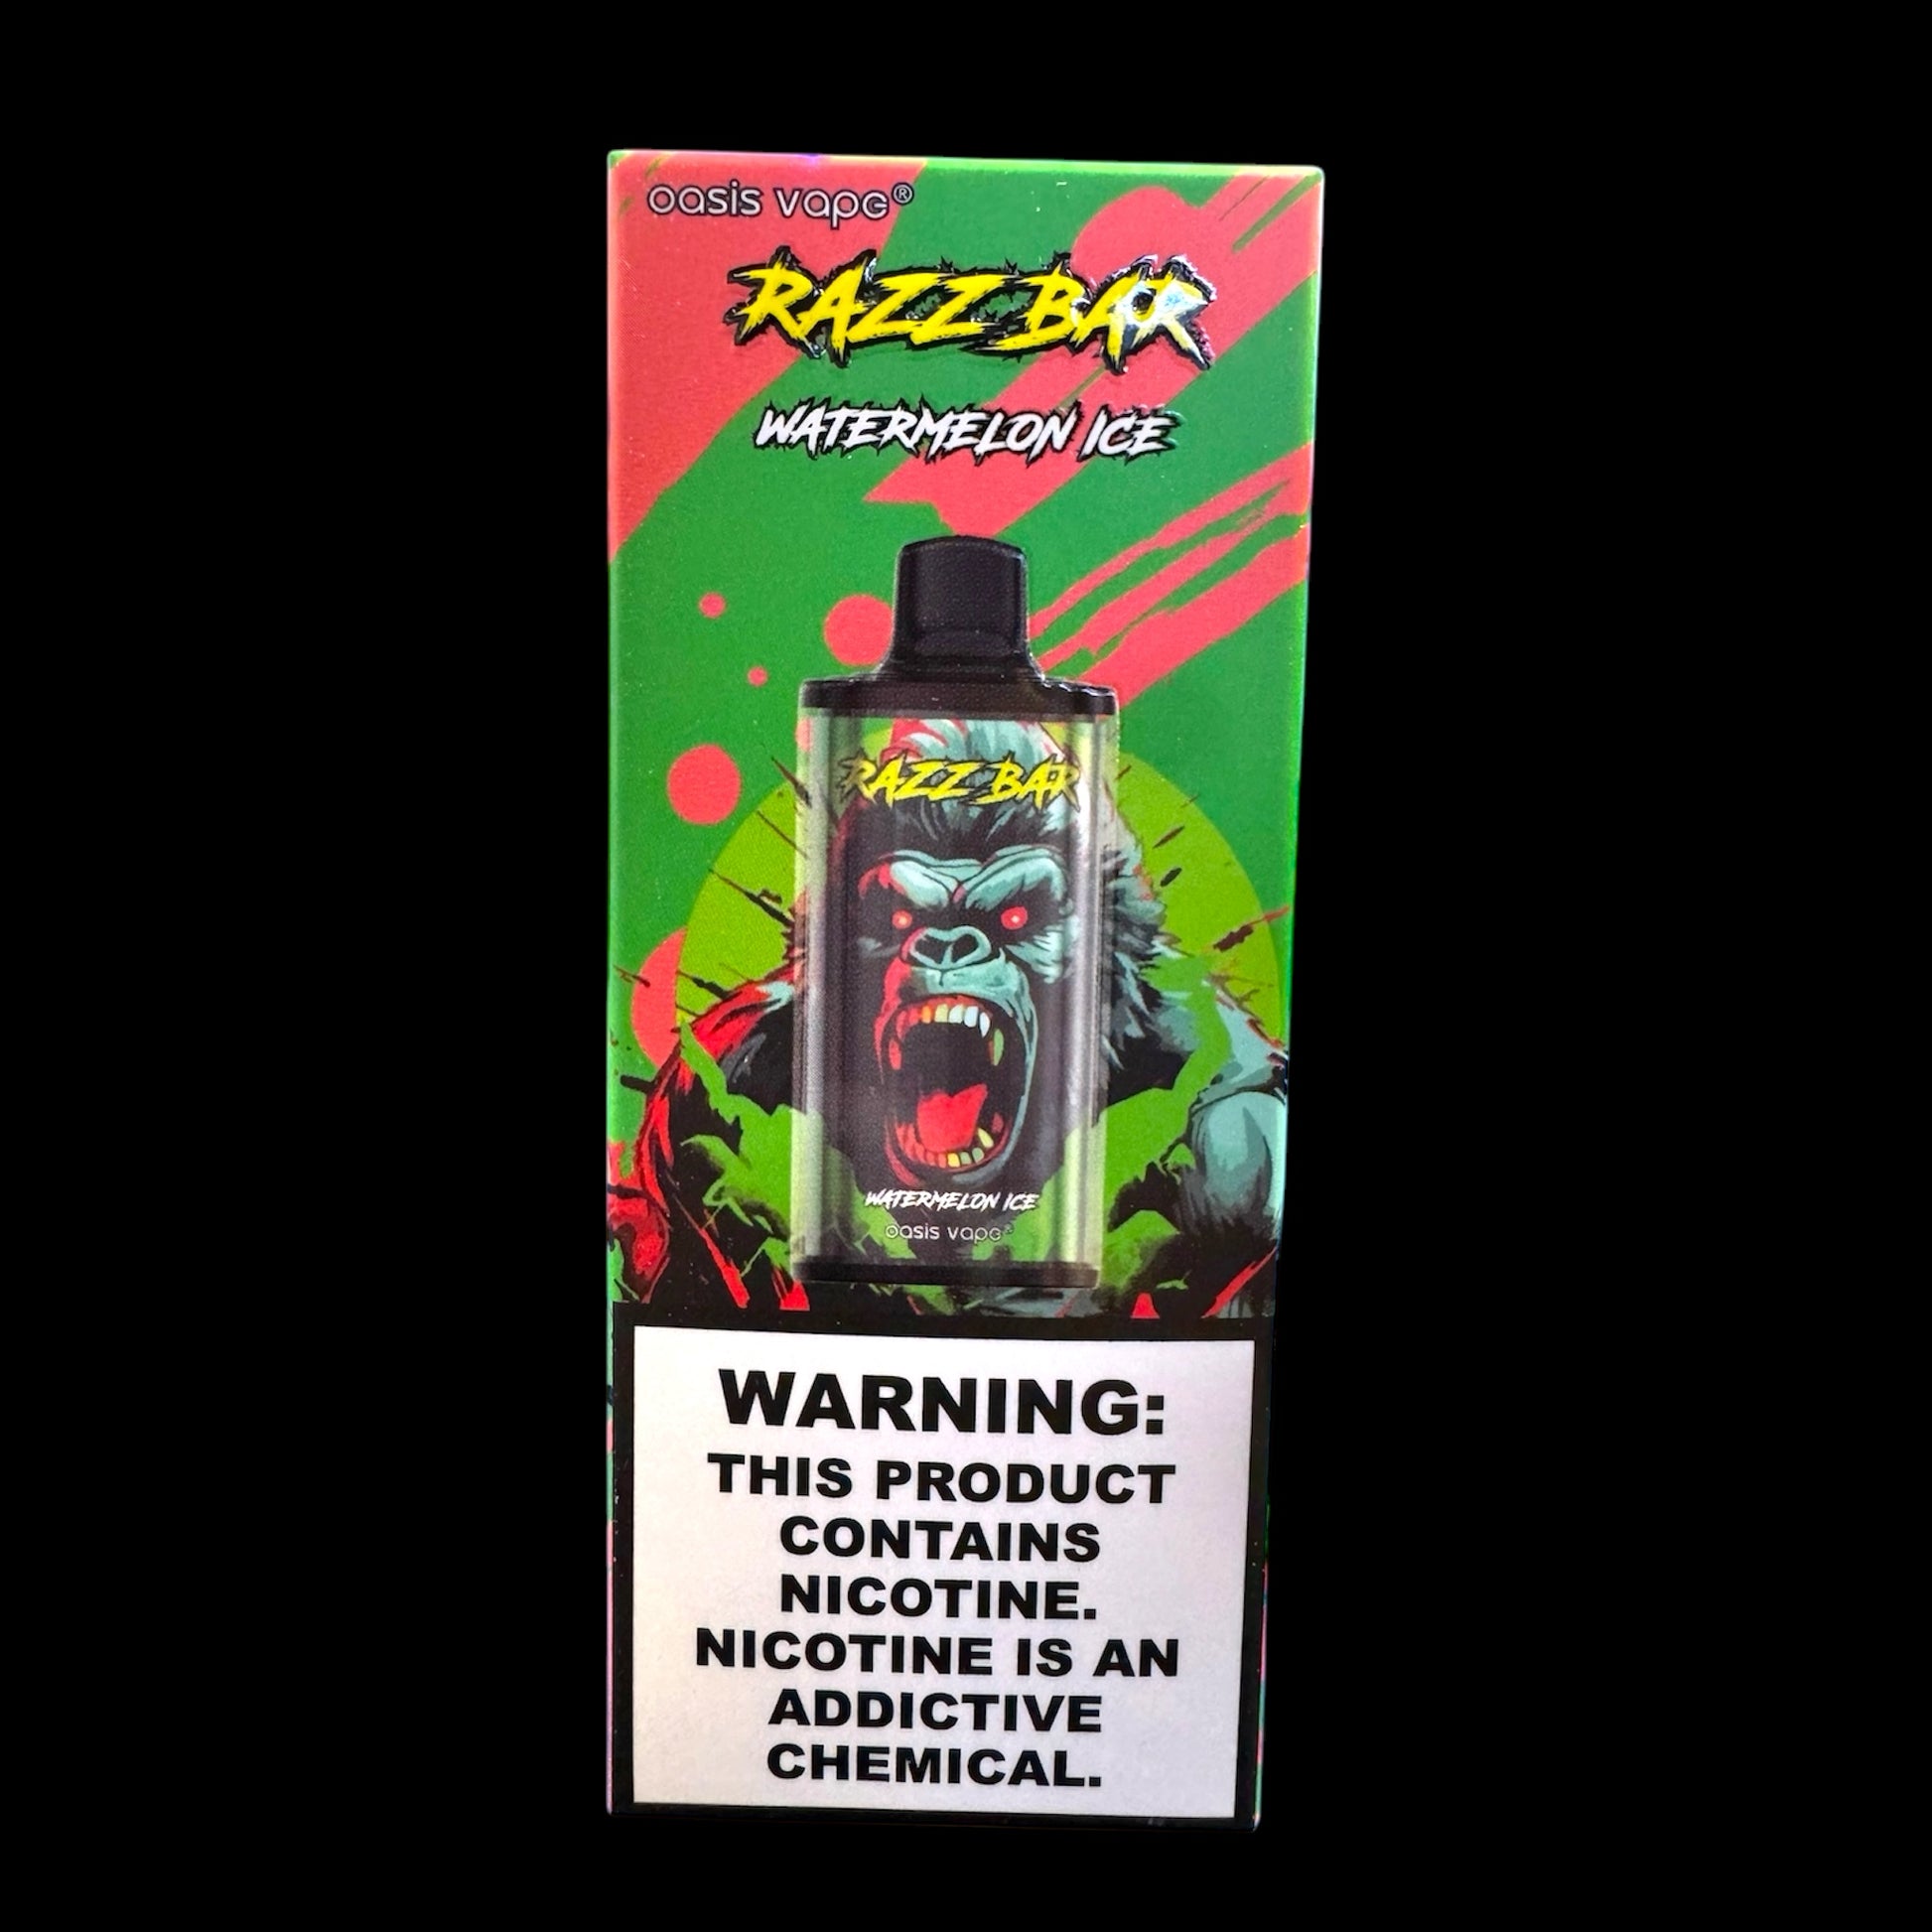 oasis vape®
RAZZ BAR
WATERMELON ICE
RAZZ BAR
WATERMELON ICE
oasis vape®
WARNING:
THIS PRODUCT
CONTAINS
NICOTINE.
NICOTINE IS AN
ADDICTIVE
CHEMICAL.